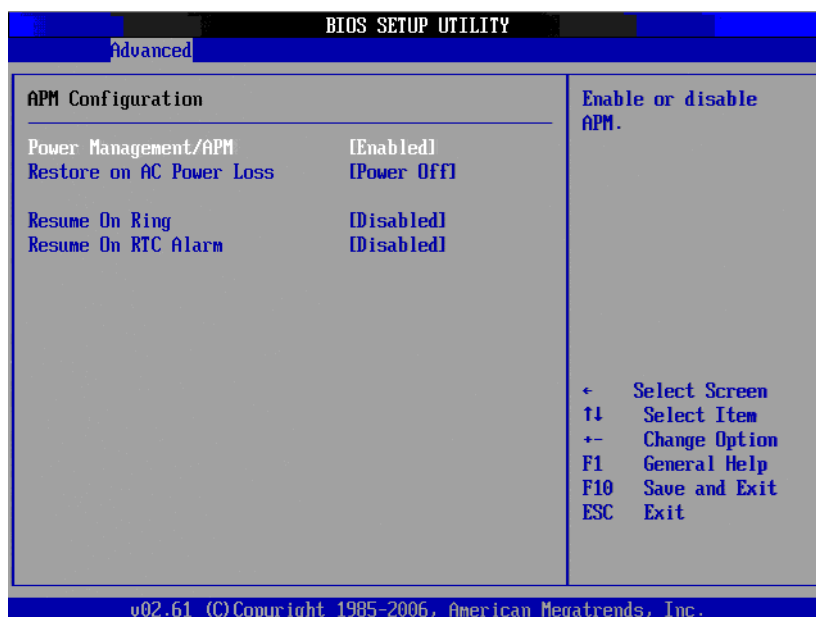 BIOS SETUP UTILITY
Advanced
APM Configuration
Power Management/APM [Enabled]
Restore on AC Power Loss [Power Off]
Resume On Ring [Disabled]
Resume On RTC Alarm [Disabled]
Enable or disable
APM.
← Select Screen
↑↓ Select Item
+- Change Option
F1 General Help
F10 Save and Exit
ESC Exit
v02.61 (C)Copyright 1985-2006, American Megatrends, Inc.